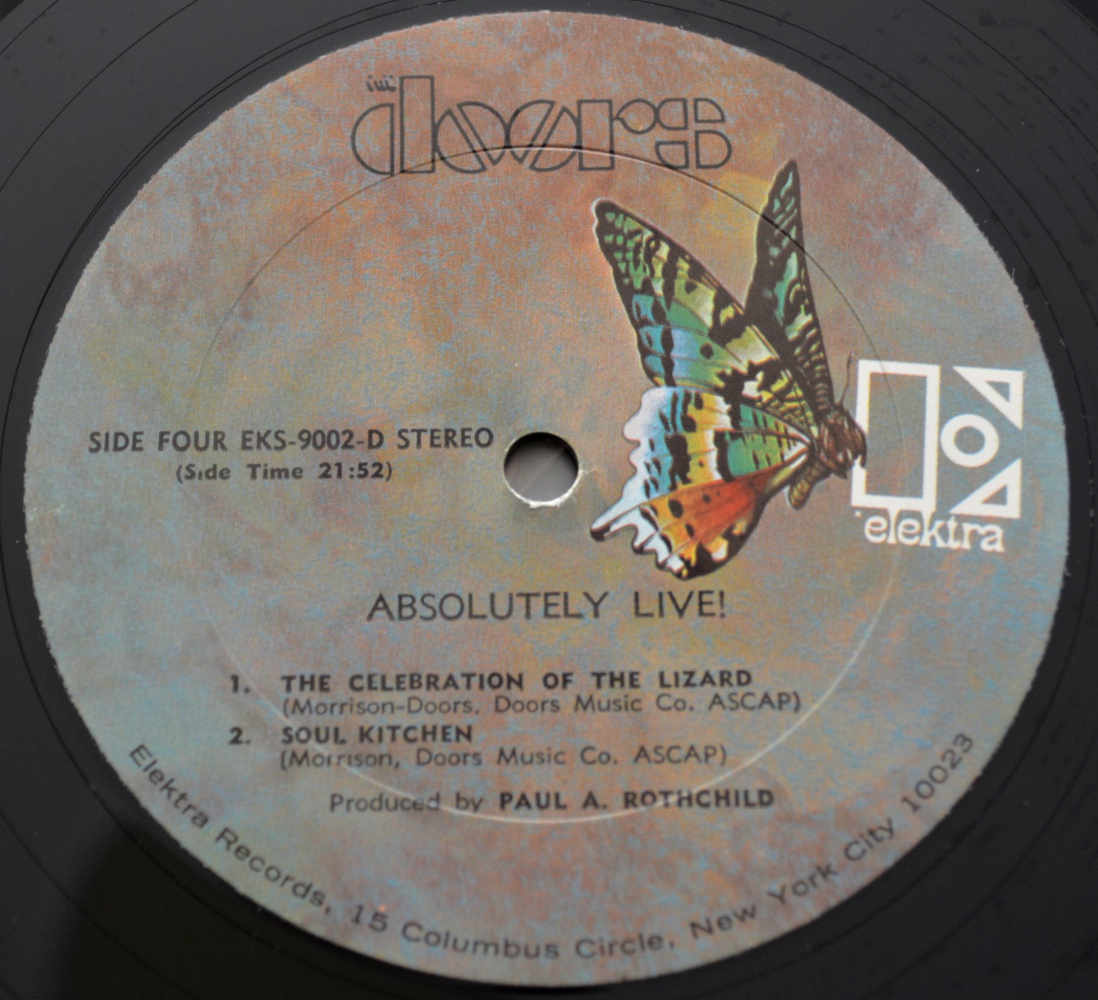 the doors
SIDE FOUR EKS-9002-D STEREO
(Side Time 21:52)
elektra
ABSOLUTELY LIVE!
1. THE CELEBRATION OF THE LIZARD
(Morrison-Doors, Doors Music Co. ASCAP)
2. SOUL KITCHEN
(Morrison, Doors Music Co. ASCAP)
Produced by PAUL A. ROTHCHILD
Elektra Records, 15 Columbus Circle, New York City 10023